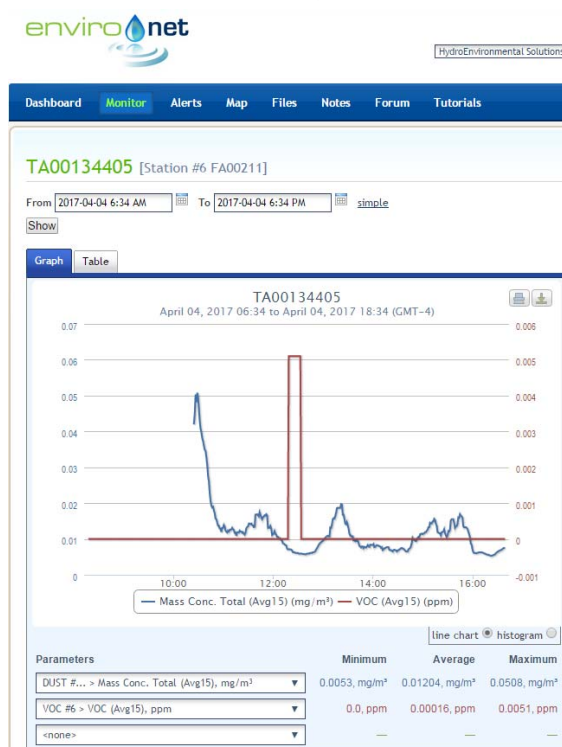 enviro net
HydroEnvironmental Solutions
Dashboard Monitor Alerts Map Files Notes Forum Tutorials
TA00134405 [Station #6 FA00211]
From 2017-04-04 6:34 AM To 2017-04-04 6:34 PM simple
Show
Graph Table
TA00134405
April 04, 2017 06:34 to April 04, 2017 18:34 (GMT-4)
0.07 0.006
0.06 0.005
0.05 0.004
0.04 0.003
0.03 0.002
0.02 0.001
0.01 0
0 -0.001
10:00 12:00 14:00 16:00
Mass Conc. Total (Avg15) (mg/m³) VOC (Avg15) (ppm)
line chart histogram
Parameters Minimum Average Maximum
DUST #... > Mass Conc. Total (Avg15), mg/m³ 0.0053, mg/m³ 0.01204, mg/m³ 0.0508, mg/m³
VOC #6 > VOC (Avg15), ppm 0.0, ppm 0.00016, ppm 0.0051, ppm
<none> — — —